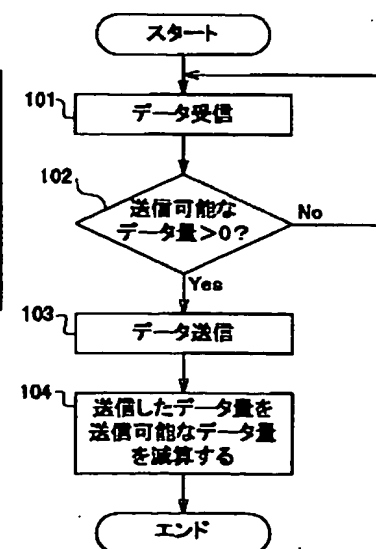 スタート
101
データ受信
102
送信可能な
データ量>0?
No
Yes
103
データ送信
104
送信したデータ量を
送信可能なデータ量
を減算する
エンド